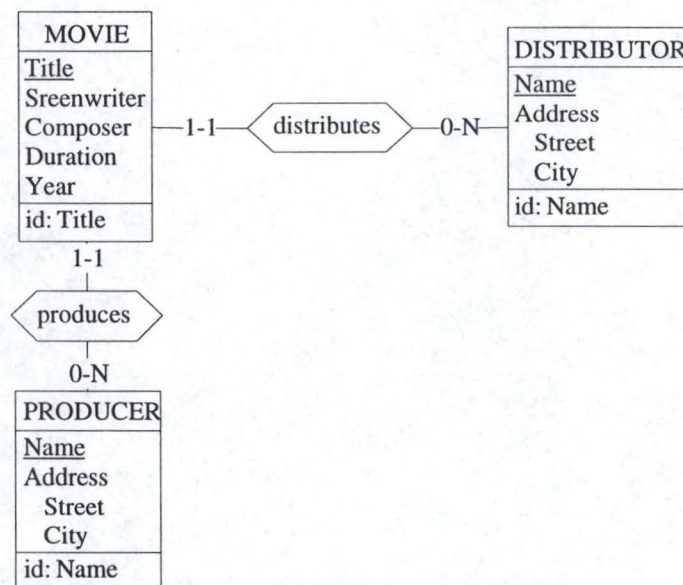 MOVIE
Title
Sreenwriter
Composer
Duration
Year
id: Title
1-1
distributes
0-N
DISTRIBUTOR
Name
Address
Street
City
id: Name
1-1
produces
0-N
PRODUCER
Name
Address
Street
City
id: Name